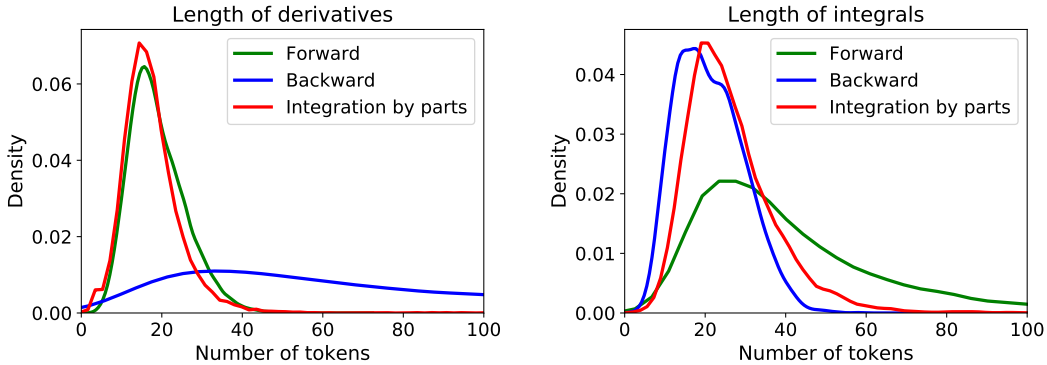 Length of derivatives
Density
0.06
0.04
0.02
0.00
Forward
Backward
Integration by parts
0 20 40 60 80 100
Number of tokens
Length of integrals
Density
0.04
0.03
0.02
0.01
0.00
Forward
Backward
Integration by parts
0 20 40 60 80 100
Number of tokens